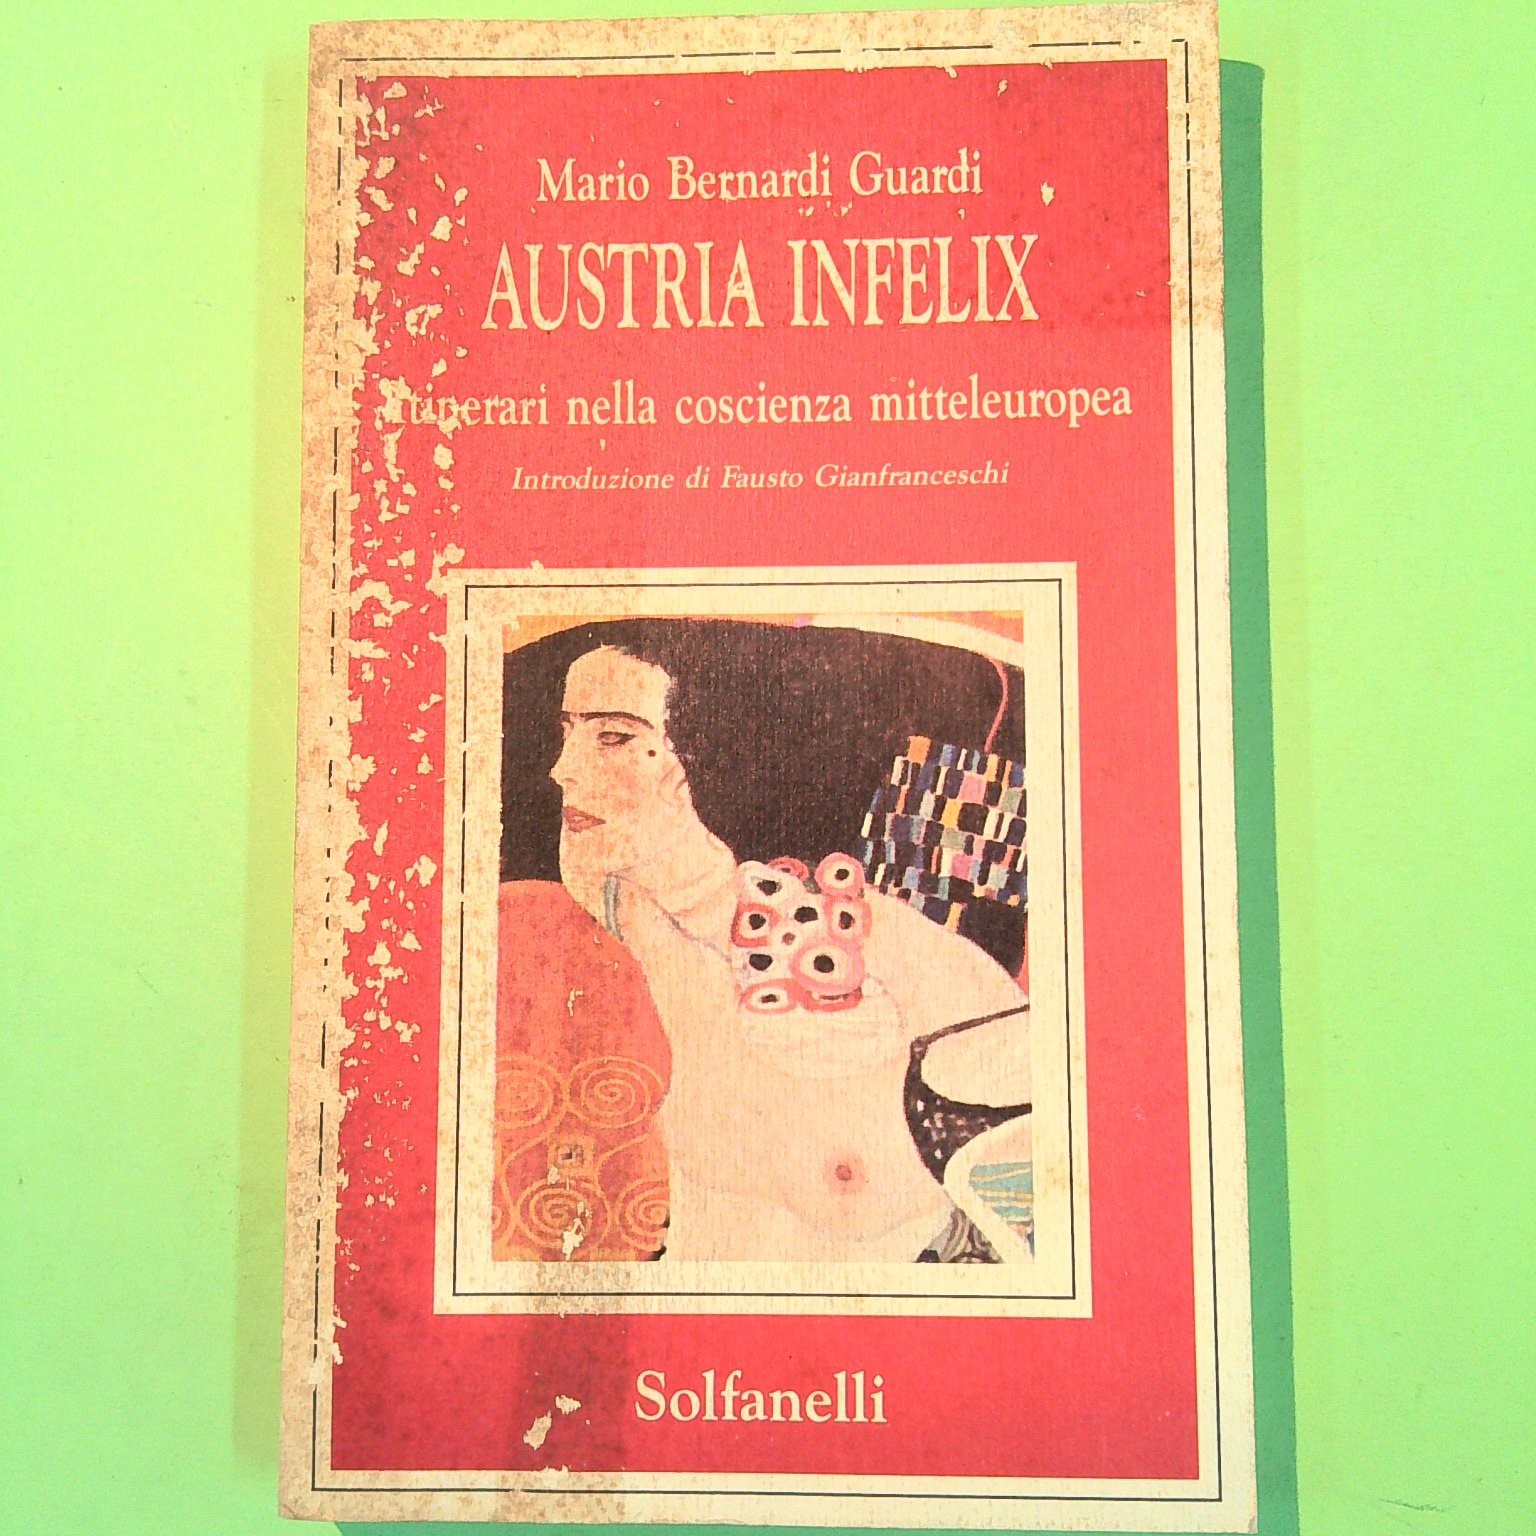 Mario Bernardi Guardi
AUSTRIA INFELIX
Itinerari nella coscienza mitteleuropea
Introduzione di Fausto Gianfranceschi
Solfanelli